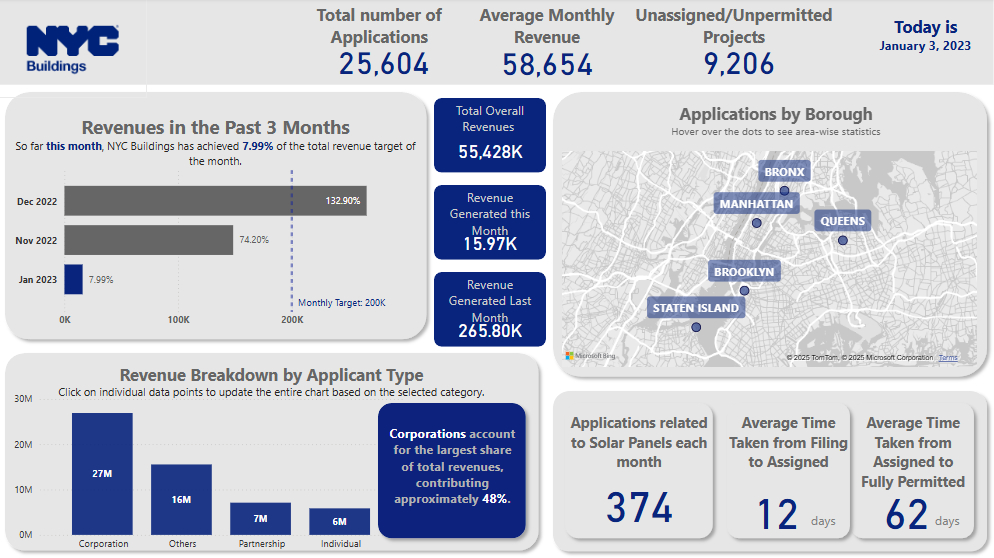 NYC
Buildings
Total number of
Applications
25,604
Average Monthly
Revenue
58,654
Unassigned/Unpermitted
Projects
9,206
Today is
January 3, 2023
Revenues in the Past 3 Months
So far this month, NYC Buildings has achieved 7.99% of the total revenue target of
the month.
Dec 2022
132.90%
Nov 2022
74.20%
Jan 2023
7.99%
Monthly Target: 200K
0K
100K
200K
Total Overall
Revenues
55,428K
Revenue
Generated this
Month
15.97K
Revenue
Generated Last
Month
265.80K
Applications by Borough
Hover over the dots to see area-wise statistics
BRONX
MANHATTAN
QUEENS
BROOKLYN
STATEN ISLAND
Microsoft Bing
© 2025 TomTom, © 2025 Microsoft Corporation Terms
Revenue Breakdown by Applicant Type
Click on individual data points to update the entire chart based on the selected category.
30M
20M
10M
0M
27M
16M
7M
6M
Corporation
Others
Partnership
Individual
Corporations account
for the largest share
of total revenues,
contributing
approximately 48%.
Applications related
to Solar Panels each
month
374
Average Time
Taken from Filing
to Assigned
12 days
Average Time
Taken from
Assigned to
Fully Permitted
62 days